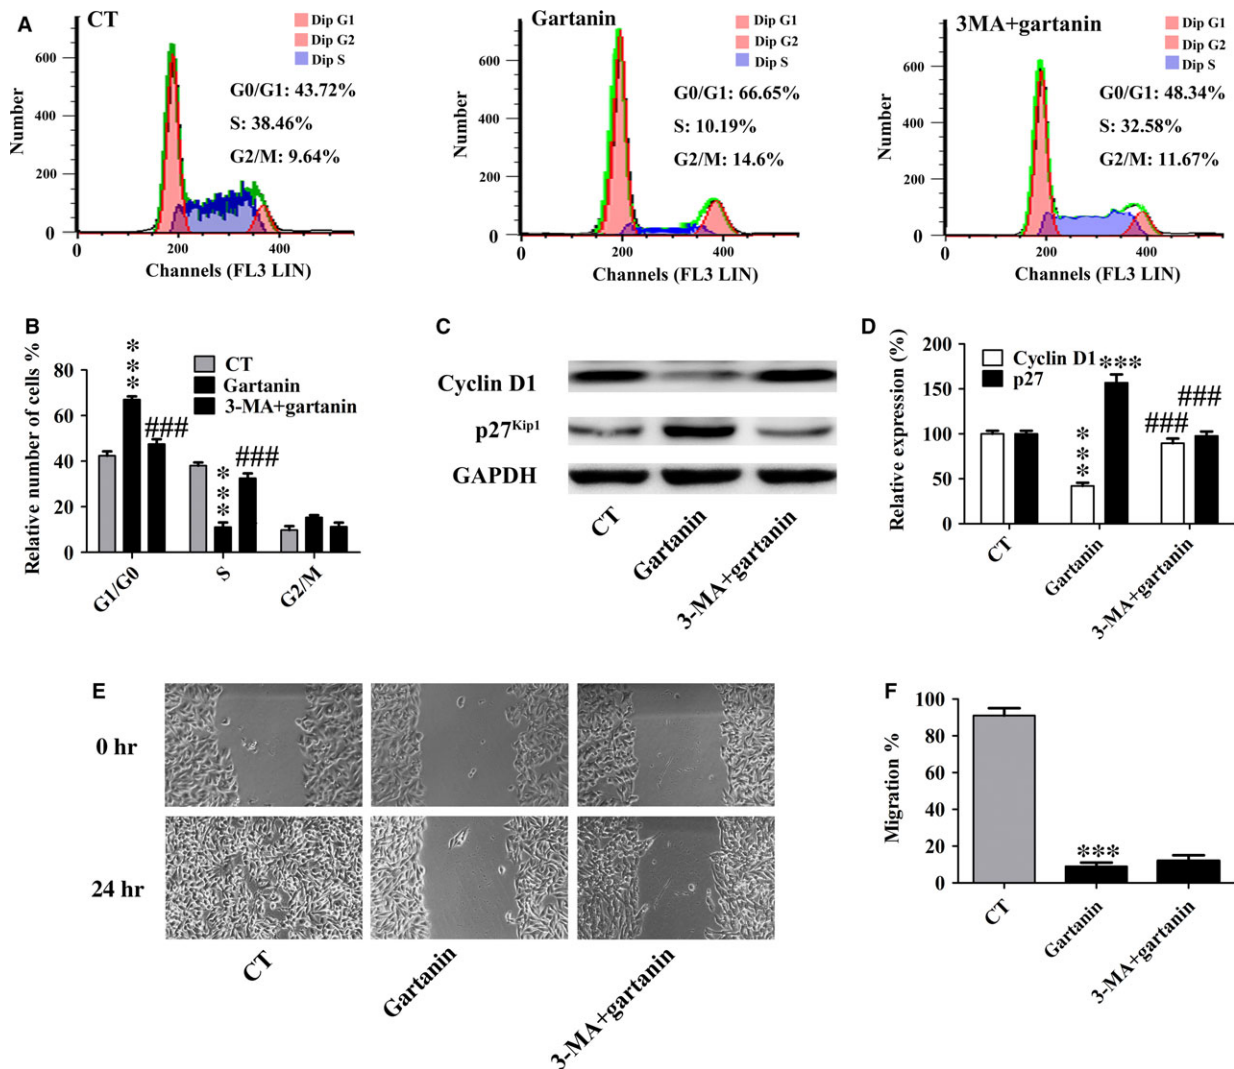 A
CT
Dip G1
Dip G2
Dip S
G0/G1: 43.72%
S: 38.46%
G2/M: 9.64%
Number
600
400
200
0
0
200
400
Channels (FL3 LIN)
Gartanin
Dip G1
Dip G2
Dip S
G0/G1: 66.65%
S: 10.19%
G2/M: 14.6%
Number
600
400
200
0
0
200
400
Channels (FL3 LIN)
3MA+gartanin
Dip G1
Dip G2
Dip S
G0/G1: 48.34%
S: 32.58%
G2/M: 11.67%
Number
600
400
200
0
0
200
400
Channels (FL3 LIN)
B
Relative number of cells %
80
60
40
20
0
CT
Gartanin
3-MA+gartanin
***
###
***
###
G1/G0
S
G2/M
C
Cyclin D1
p27Kip1
GAPDH
CT
Gartanin
3-MA+gartanin
D
Relative expression (%)
200
150
100
50
0
Cyclin D1
p27
***
***
###
###
CT
Gartanin
3-MA+gartanin
E
0 hr
24 hr
CT
Gartanin
3-MA+gartanin
F
Migration %
100
80
60
40
20
0
***
CT
Gartanin
3-MA+gartanin